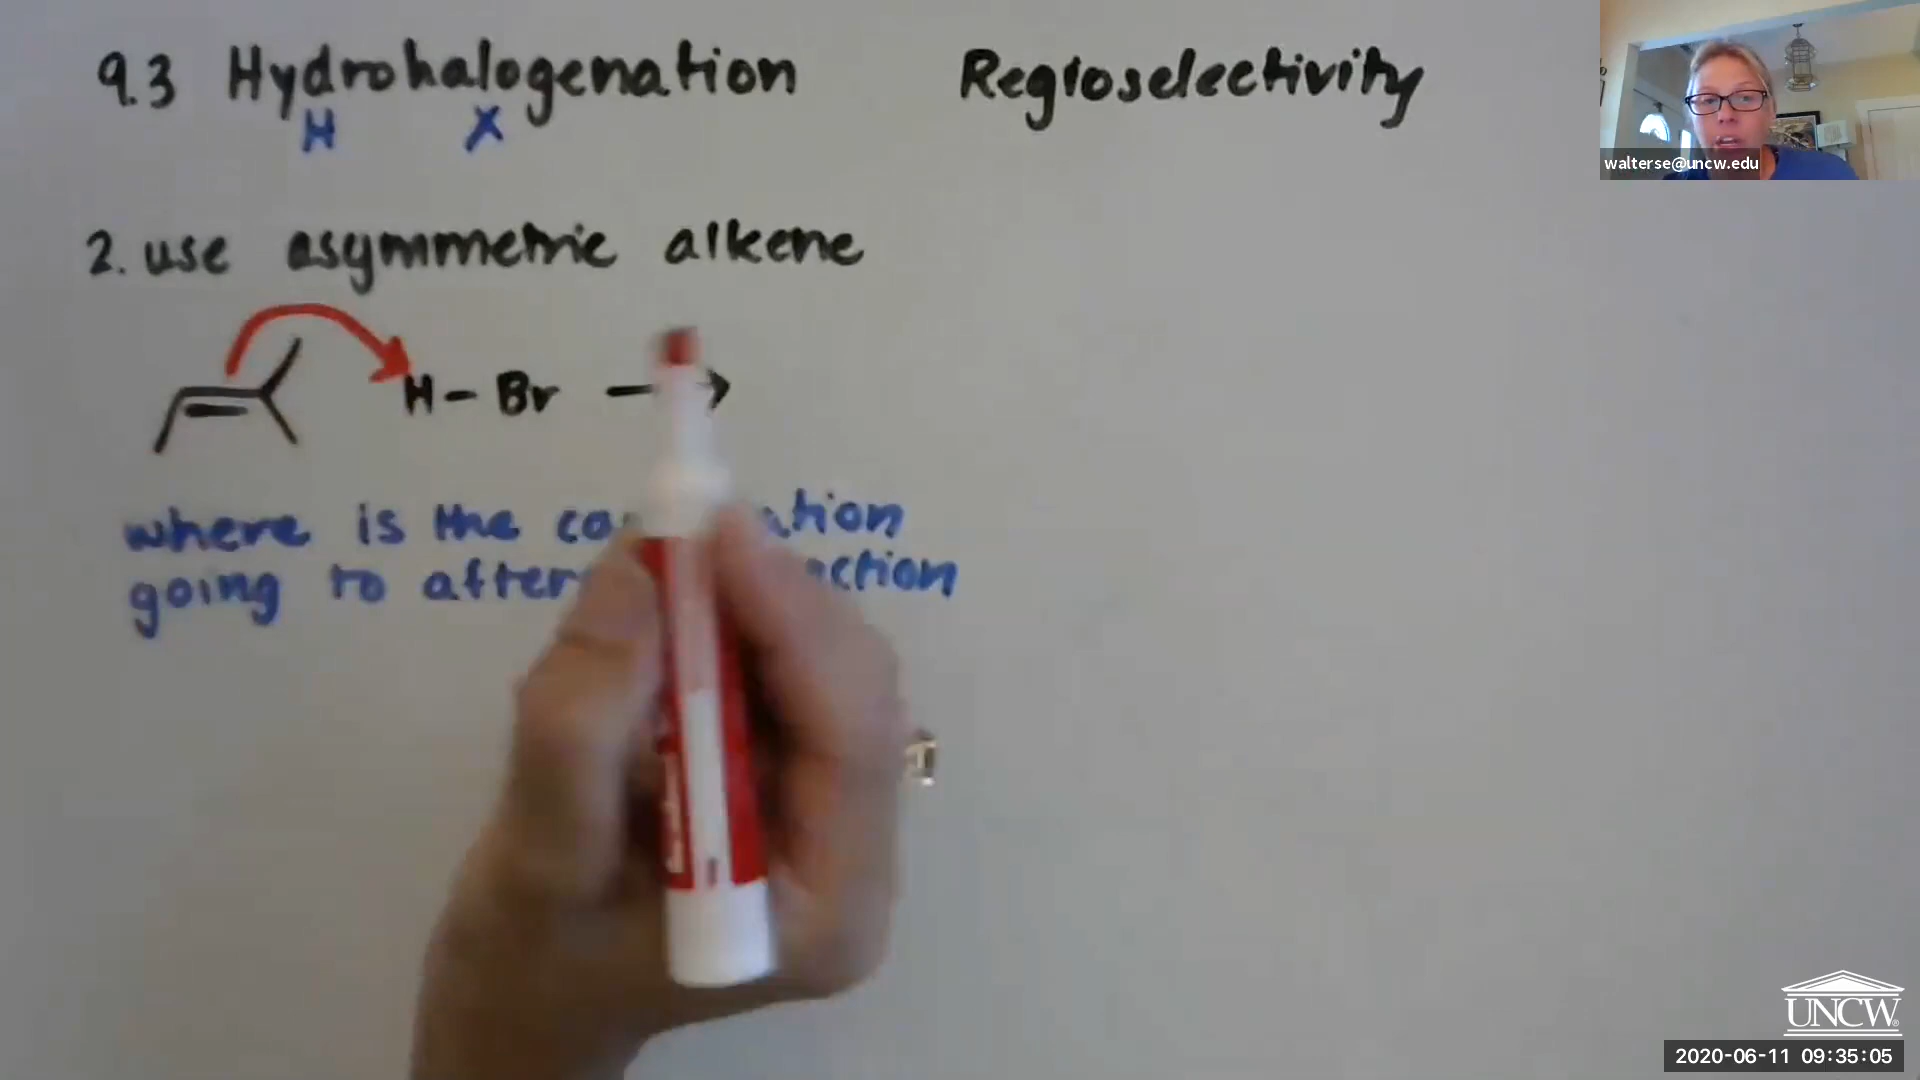 9.3 Hydrohalogenation Regioselectivity
H X
walterse@uncw.edu
2. use asymmetric alkene
H - Br
where is the
going to
UNCW
2020-06-11 09:35:05